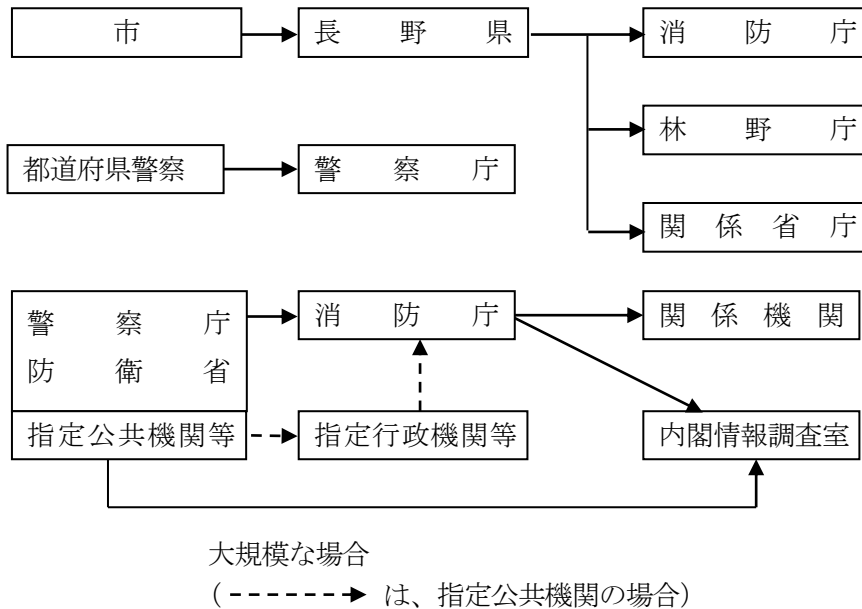 市
長野県
消防庁
林野庁
都道府県警察
警察庁
関係省庁
警察庁
防衛省
消防庁
関係機関
指定公共機関等
指定行政機関等
内閣情報調査室
大規模な場合
( は、指定公共機関の場合)